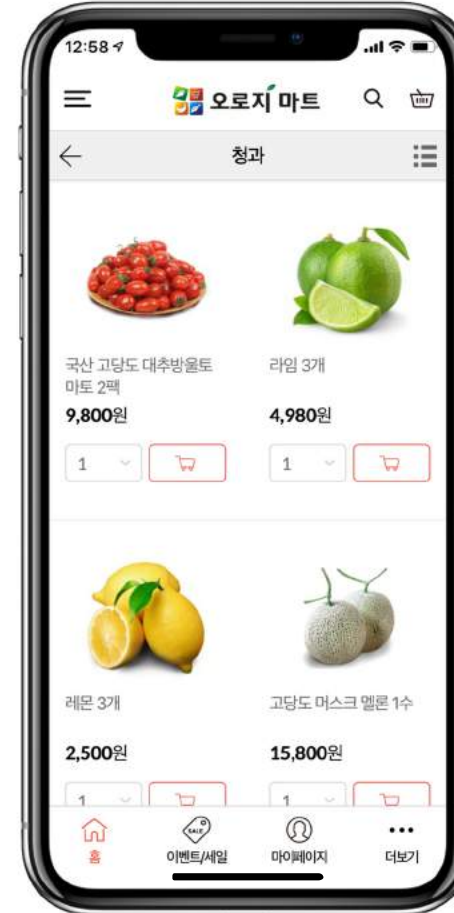 12:58
오로지 마트
청과
국산 고당도 대추방울토
마토 2팩
9,800원
라임 3개
4,980원
1
1
레몬 3개
2,500원
고당도 머스크 멜론 1수
15,800원
1
1
홈
SALE
이벤트/세일
마이페이지
더보기